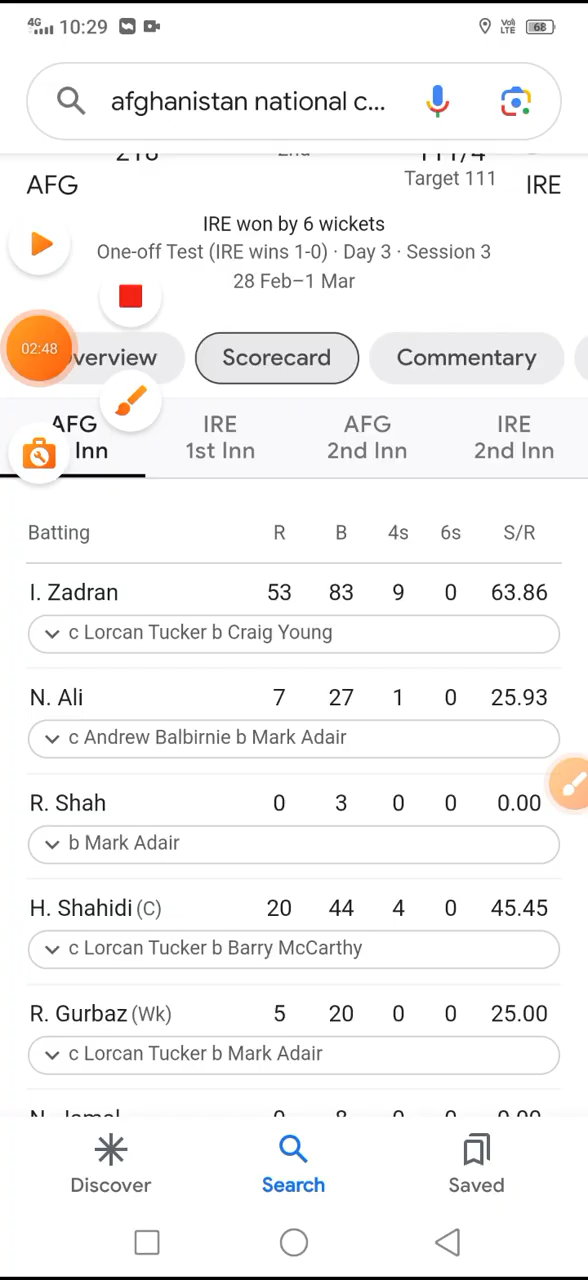 4G 10:29 Voi) LTE 68
afghanistan national c...
AFG Target 111 IRE
IRE won by 6 wickets
One-off Test (IRE wins 1-0) · Day 3 · Session 3
28 Feb–1 Mar
02:48
verview Scorecard Commentary
AFG Inn
IRE 1st Inn
AFG 2nd Inn
IRE 2nd Inn
Batting R B 4s 6s S/R
I. Zadran 53 83 9 0 63.86
c Lorcan Tucker b Craig Young
N. Ali 7 27 1 0 25.93
c Andrew Balbirnie b Mark Adair
R. Shah 0 3 0 0 0.00
b Mark Adair
H. Shahidi (C) 20 44 4 0 45.45
c Lorcan Tucker b Barry McCarthy
R. Gurbaz (Wk) 5 20 0 0 25.00
c Lorcan Tucker b Mark Adair
Discover Search Saved